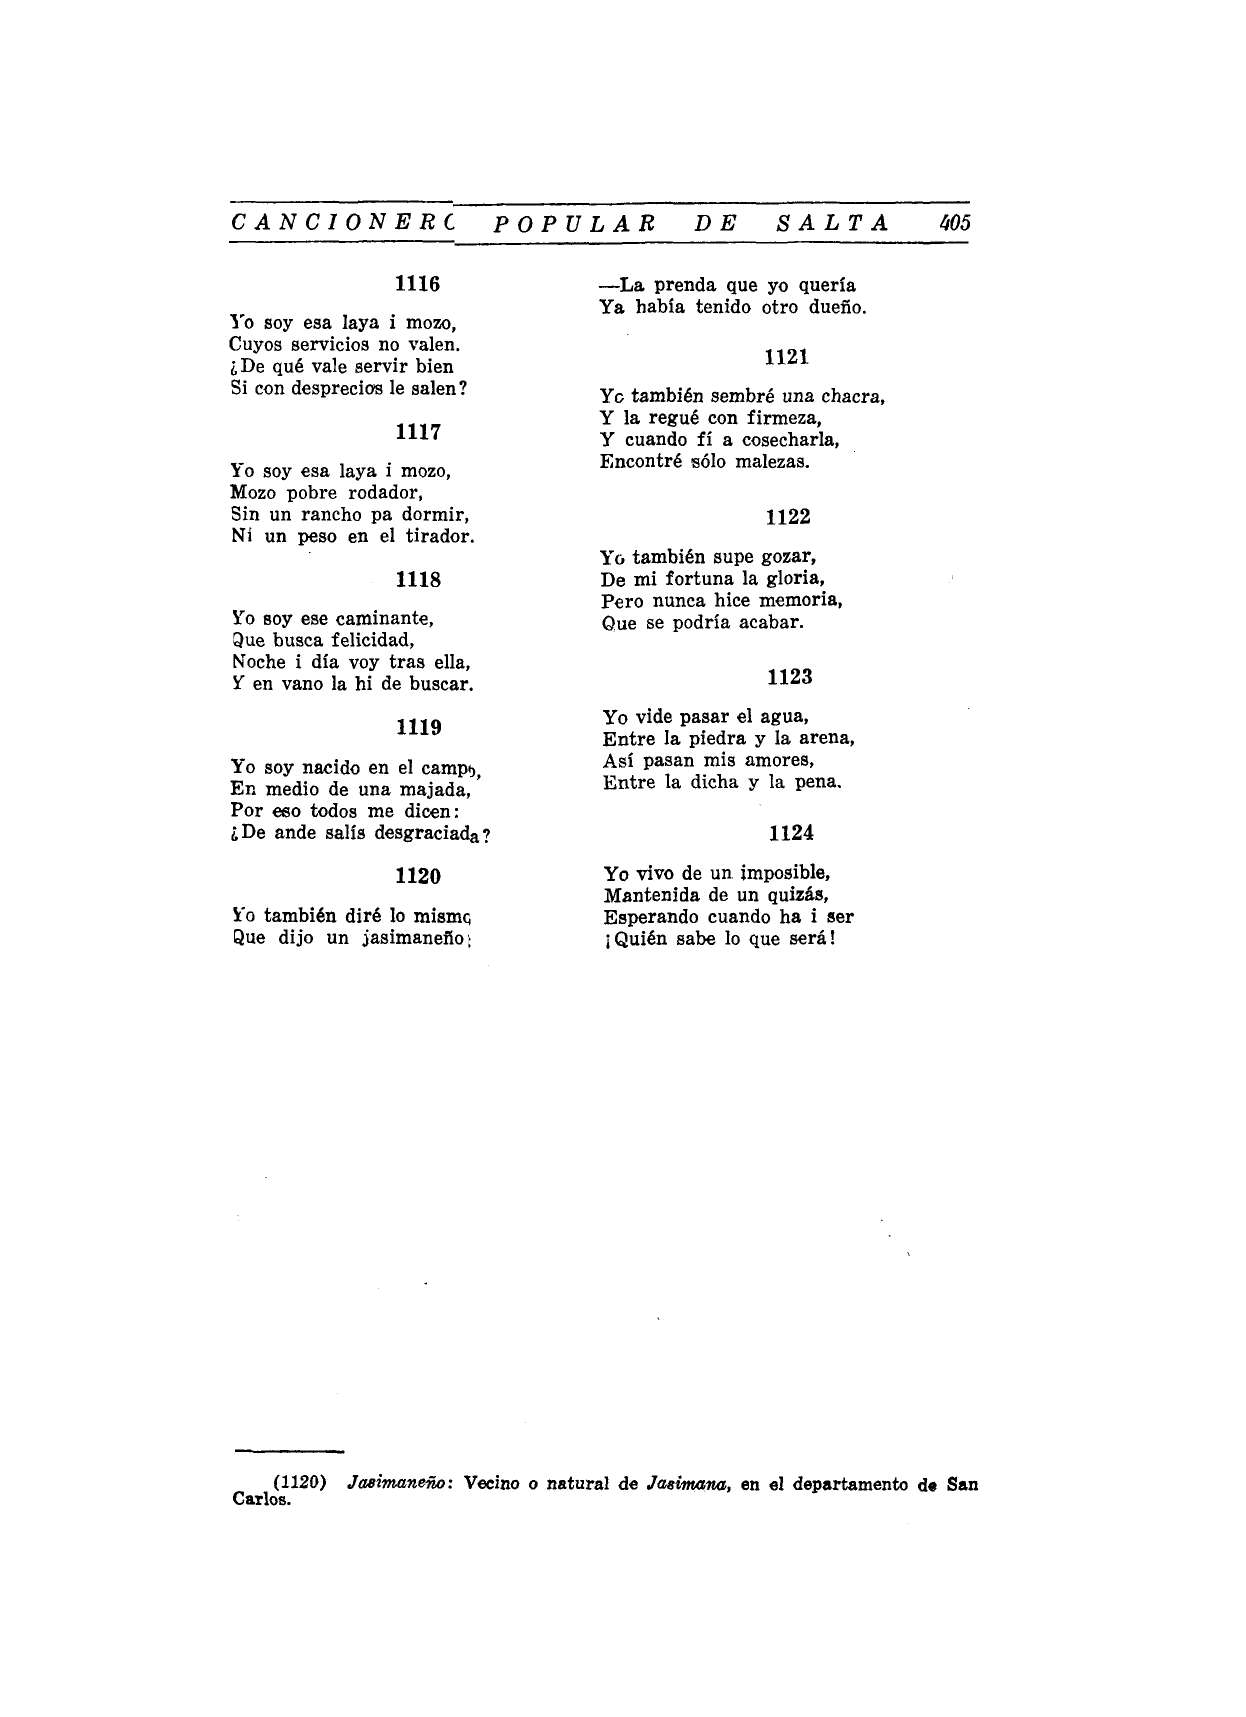 CANCIONERO POPULAR DE SALTA 405
1116
Yo soy esa laya i mozo,
Cuyos servicios no valen.
¿De qué vale servir bien
Si con desprecios le salen?
1117
Yo soy esa laya i mozo,
Mozo pobre rodador,
Sin un rancho pa dormir,
Ni un peso en el tirador.
1118
Yo soy ese caminante,
Que busca felicidad,
Noche i día voy tras ella,
Y en vano la hi de buscar.
1119
Yo soy nacido en el campo,
En medio de una majada,
Por eso todos me dicen:
¿De ande salís desgraciada?
1120
Yo también diré lo mismo
Que dijo un jasimaneño:
—La prenda que yo quería
Ya había tenido otro dueño.
1121
Yo también sembré una chacra,
Y la regué con firmeza,
Y cuando fí a cosecharla,
Encontré sólo malezas.
1122
Yo también supe gozar,
De mi fortuna la gloria,
Pero nunca hice memoria,
Que se podría acabar.
1123
Yo vide pasar el agua,
Entre la piedra y la arena,
Así pasan mis amores,
Entre la dicha y la pena.
1124
Yo vivo de un imposible,
Mantenida de un quizás,
Esperando cuando ha i ser
¡Quién sabe lo que será!
(1120) Jasimaneño: Vecino o natural de Jasimana, en el departamento de San
Carlos.